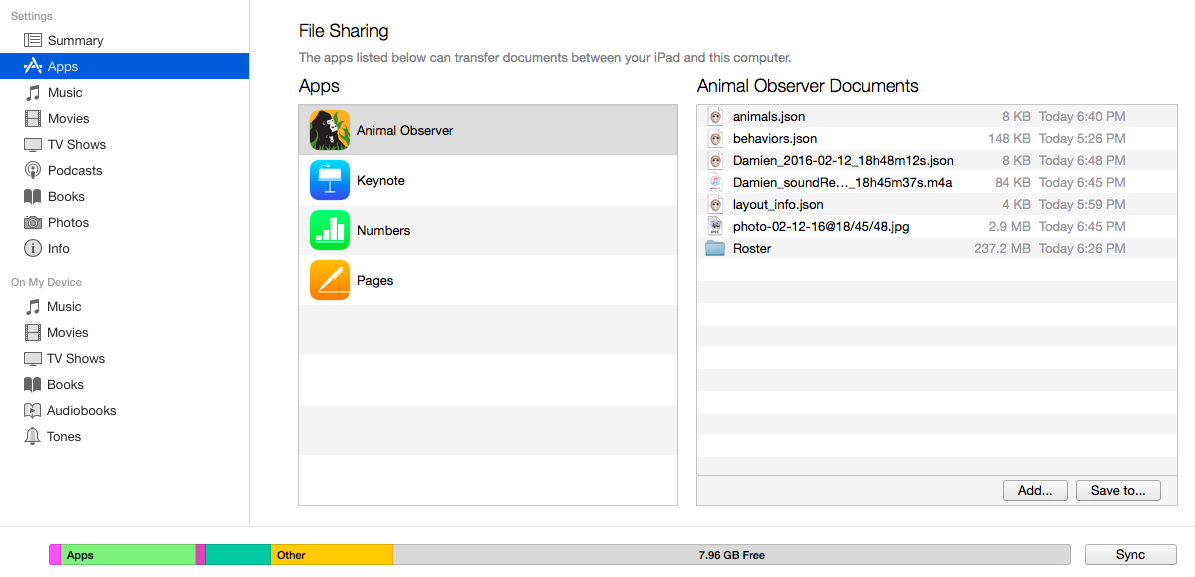 Settings
Summary
Apps
Music
Movies
TV Shows
Podcasts
Books
Photos
Info
On My Device
Music
Movies
TV Shows
Books
Audiobooks
Tones
File Sharing
The apps listed below can transfer documents between your iPad and this computer.
Apps
Animal Observer
Keynote
Numbers
Pages
Animal Observer Documents
animals.json 8 KB Today 6:40 PM
behaviors.json 148 KB Today 5:26 PM
Damien_2016-02-12_18h48m12s.json 8 KB Today 6:48 PM
Damien_soundRe..._18h45m37s.m4a 84 KB Today 6:45 PM
layout_info.json 4 KB Today 5:59 PM
photo-02-12-16@18/45/48.jpg 2.9 MB Today 6:45 PM
Roster 237.2 MB Today 6:26 PM
Add... Save to...
Apps Other 7.96 GB Free Sync